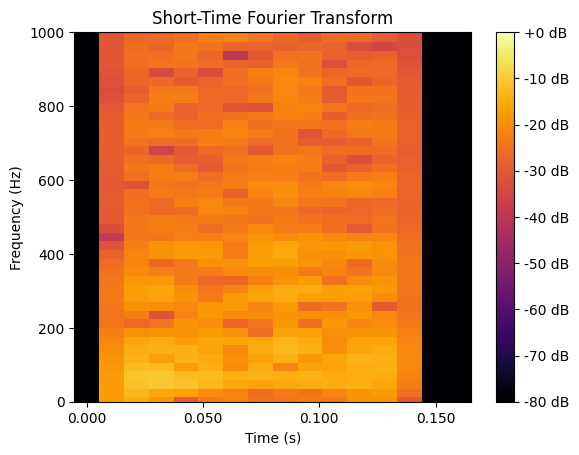 Short-Time Fourier Transform
1000
800
600
400
200
0
Frequency (Hz)
0.000
0.050
0.100
0.150
Time (s)
+0 dB
-10 dB
-20 dB
-30 dB
-40 dB
-50 dB
-60 dB
-70 dB
-80 dB